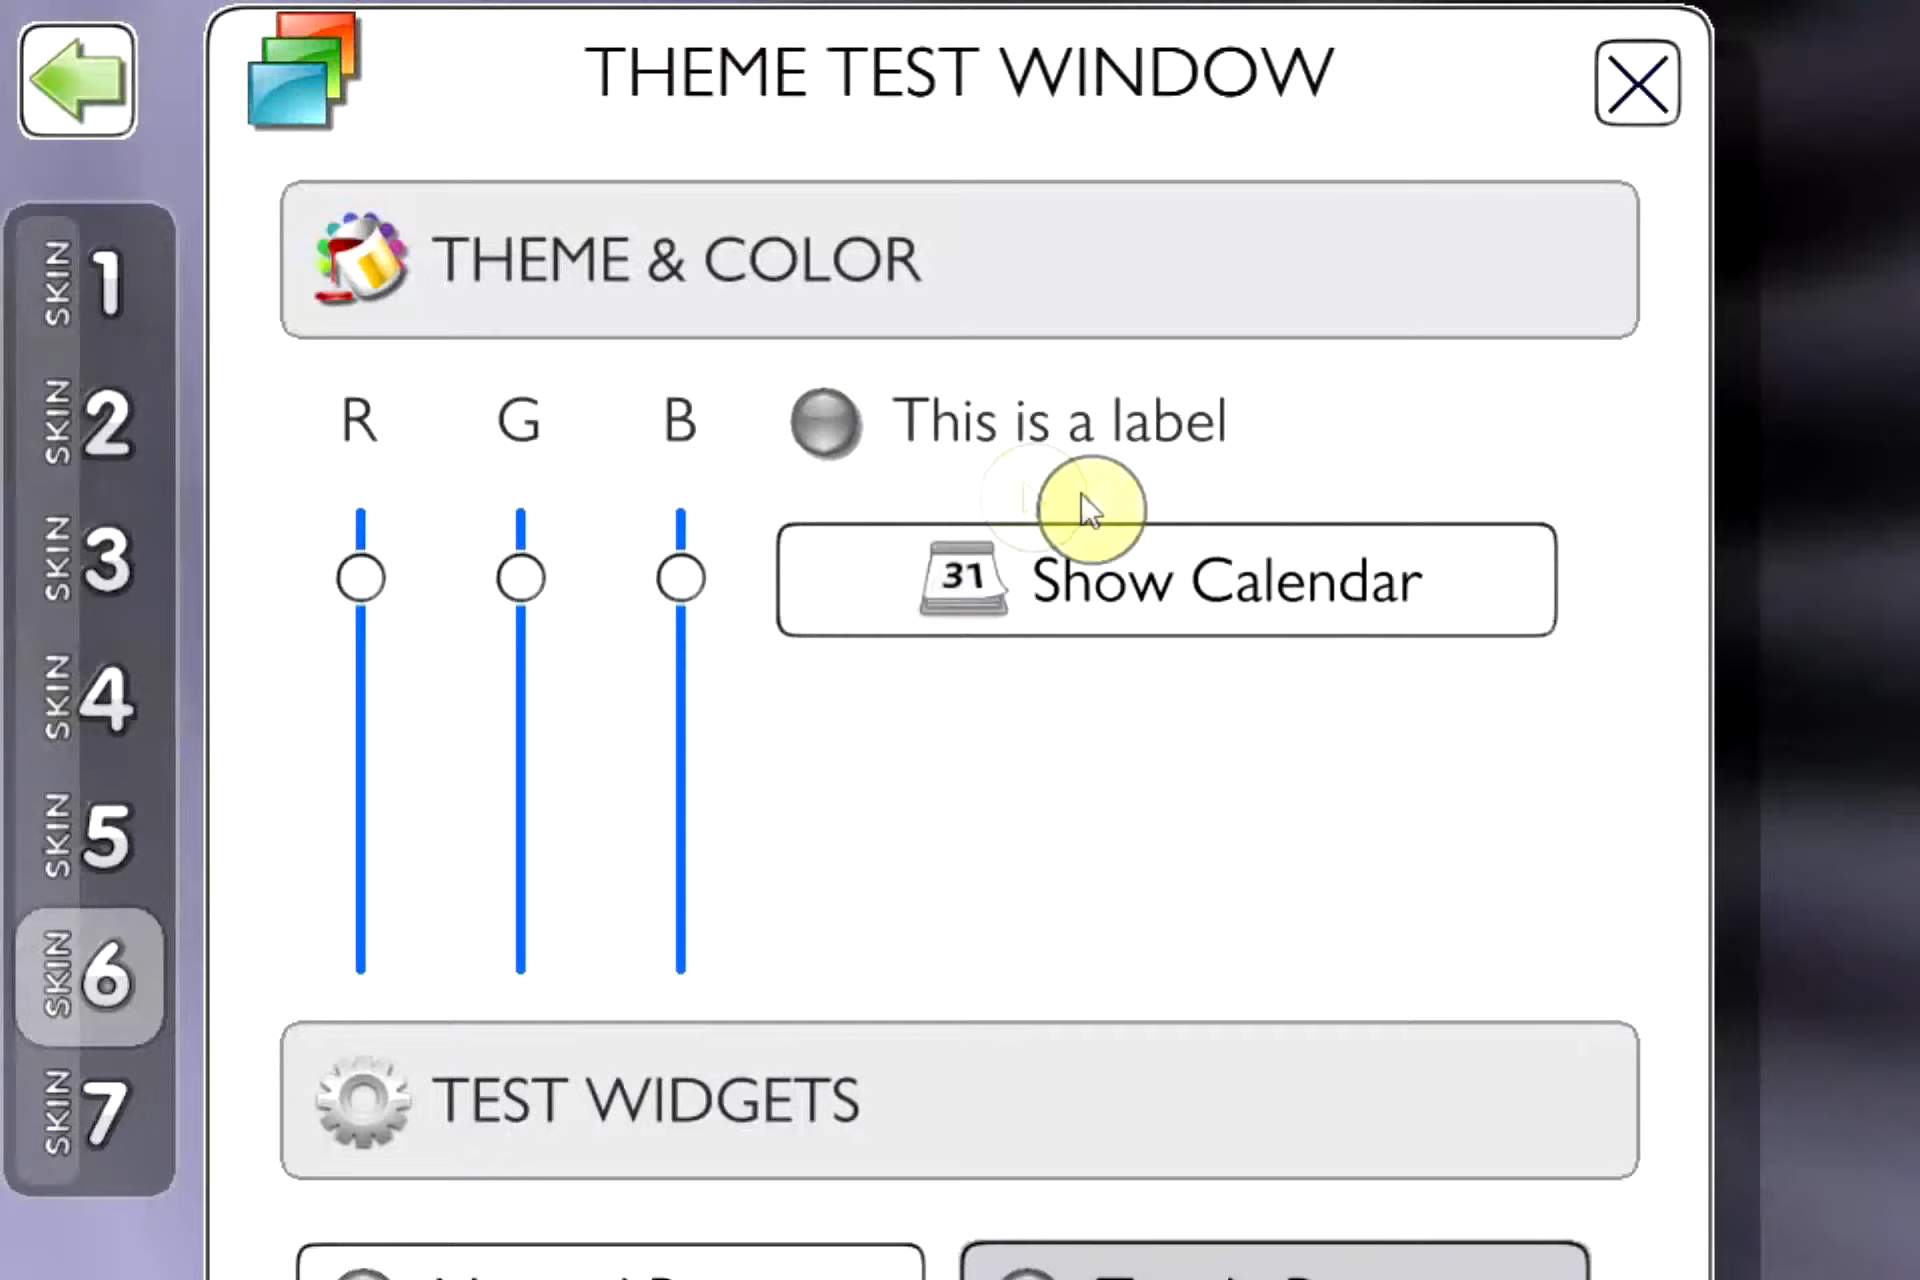 THEME TEST WINDOW
THEME & COLOR
R G B This is a label
31 Show Calendar
TEST WIDGETS
SKIN 1
SKIN 2
SKIN 3
SKIN 4
SKIN 5
SKIN 6
SKIN 7